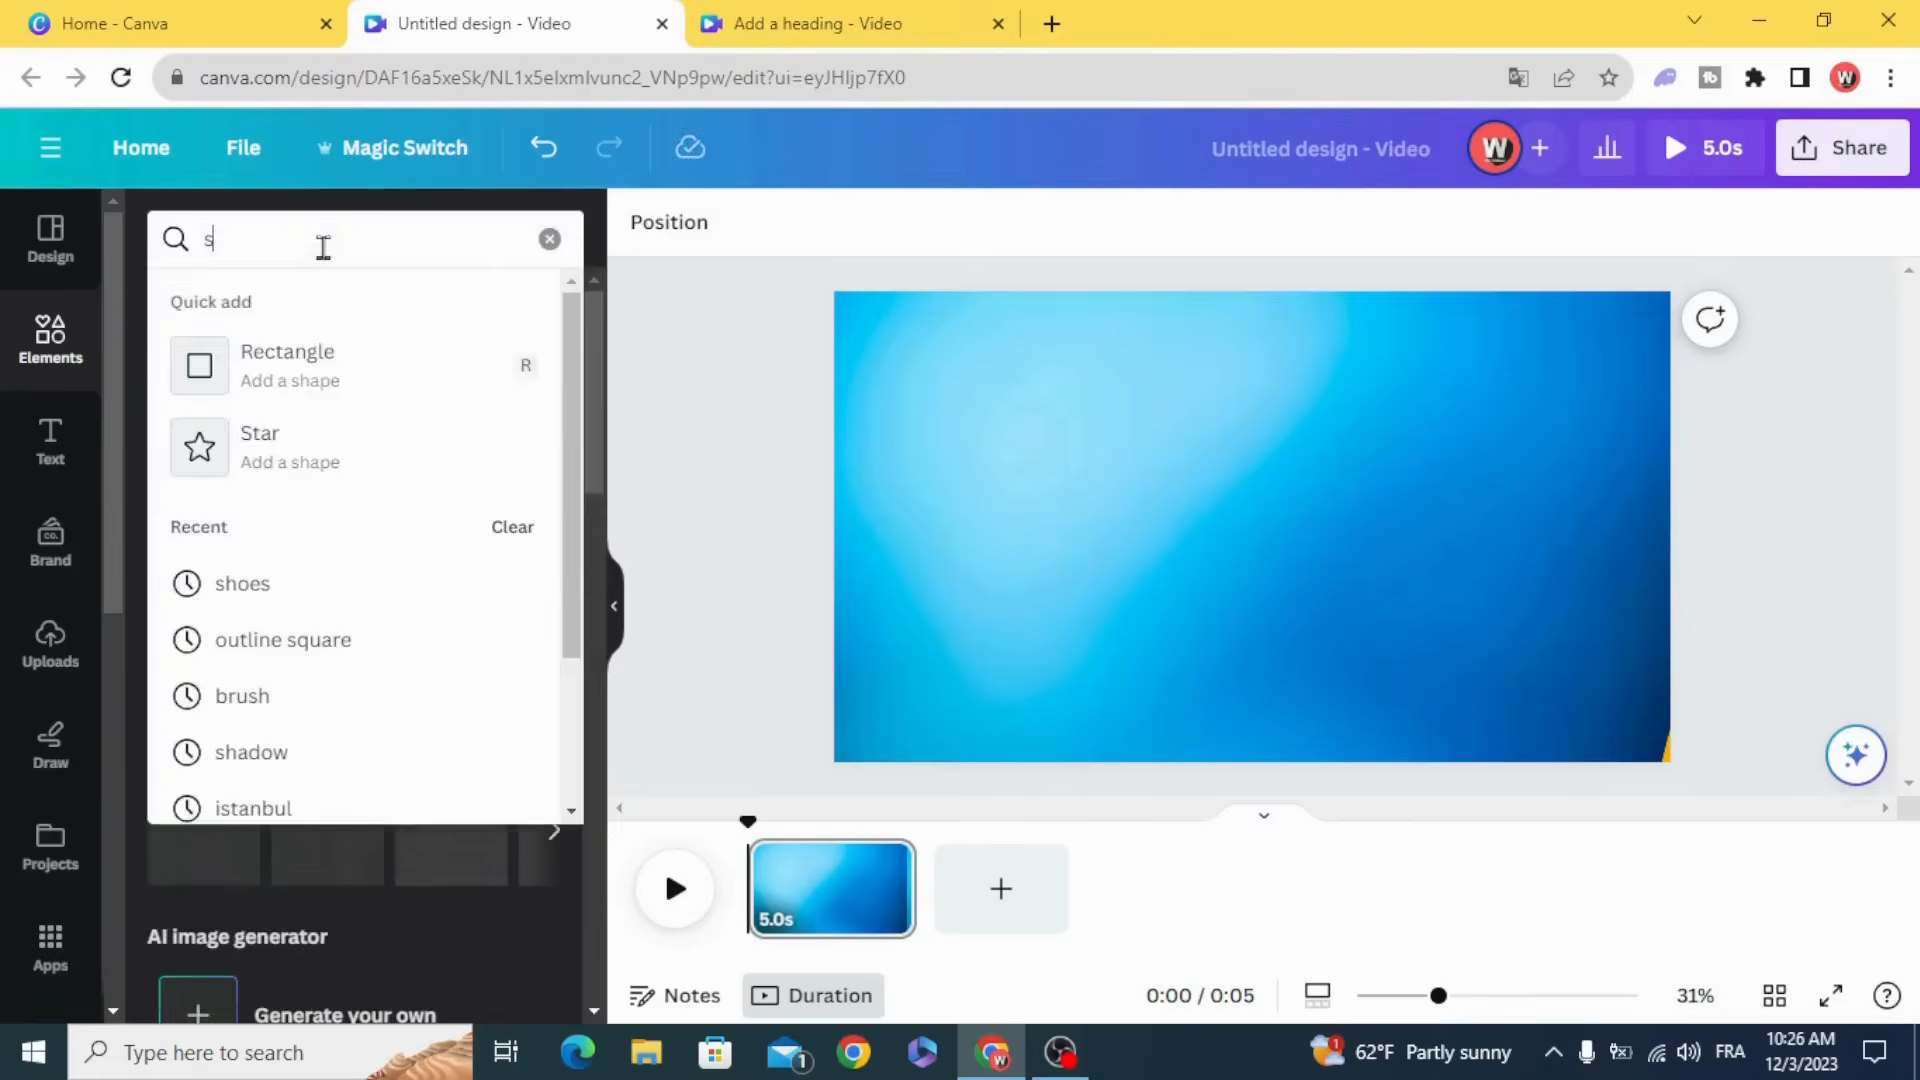 Home - Canva
Untitled design - Video
Add a heading - Video
canva.com/design/DAF16a5xeSk/NL1x5eIxmIvunc2_VNp9pw/edit?ui=eyJHIjp7fX0
Home
File
Magic Switch
Untitled design - Video
W
5.0s
Share
Design
Elements
Text
Brand
Uploads
Draw
Projects
Apps
s
Quick add
Rectangle
Add a shape
R
Star
Add a shape
Recent
Clear
shoes
outline square
brush
shadow
istanbul
AI image generator
Generate your own
Position
5.0s
Notes
Duration
0:00 / 0:05
31%
Type here to search
1
62°F Partly sunny
FRA
10:26 AM
12/3/2023